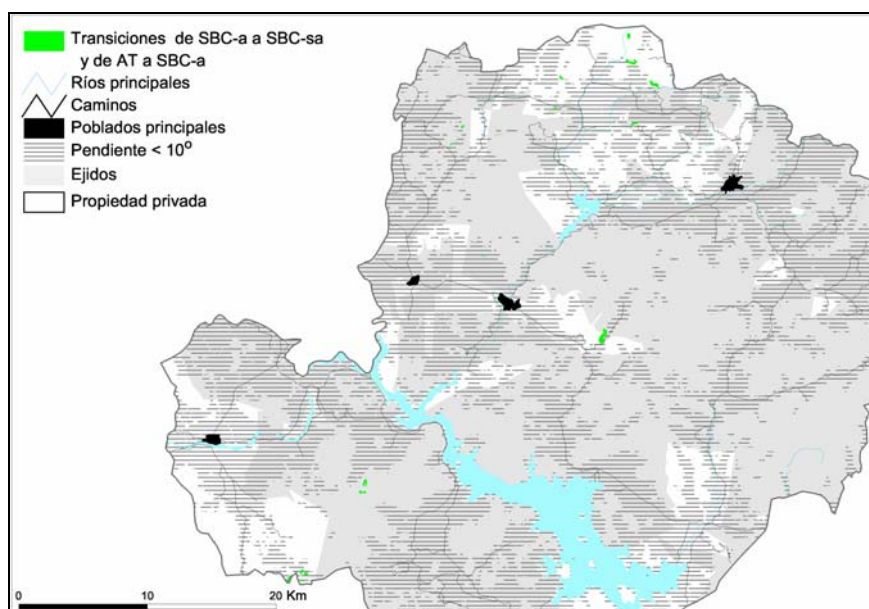 Transiciones de SBC-a a SBC-sa
y de AT a SBC-a
Ríos principales
Caminos
Poblados principales
Pendiente < 10º
Ejidos
Propiedad privada
0 10 20 Km